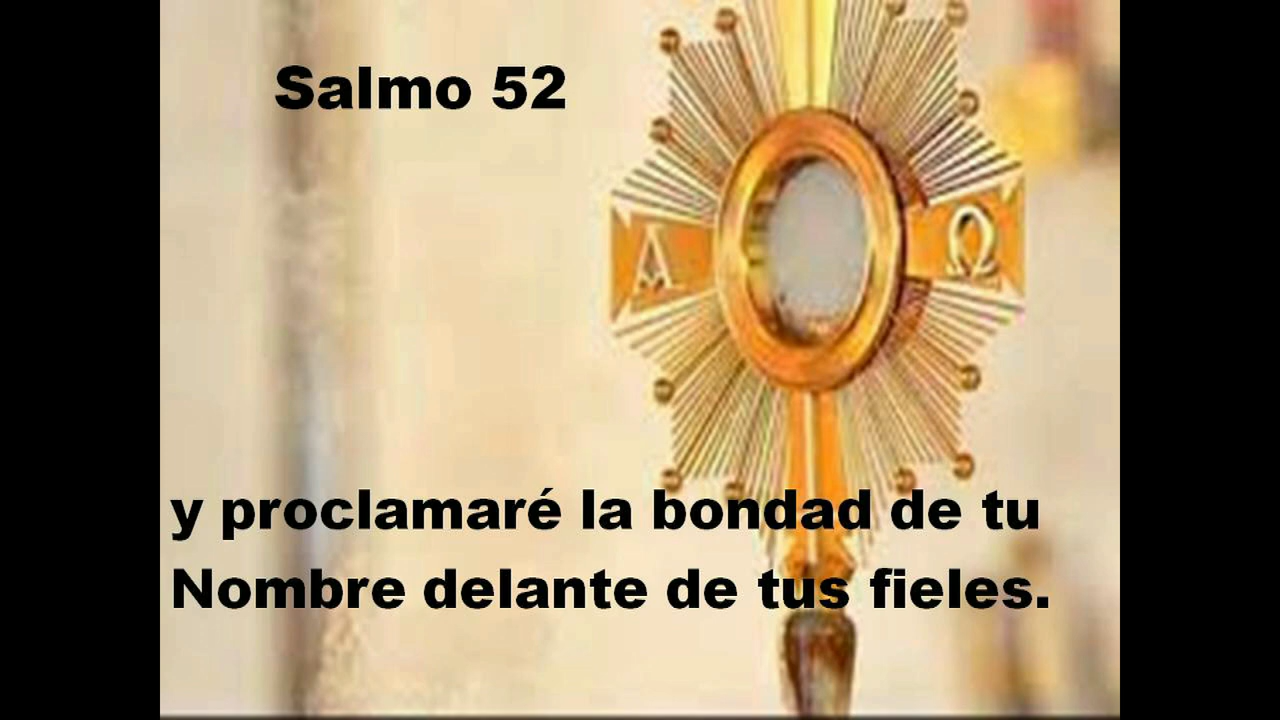 Salmo 52
Α Ω
y proclamaré la bondad de tu
Nombre delante de tus fieles.